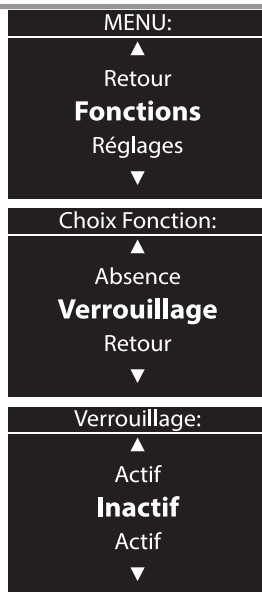 MENU:
▲
Retour
Fonctions
Réglages
▼
Choix Fonction:
▲
Absence
Verrouillage
Retour
▼
Verrouillage:
▲
Actif
Inactif
Actif
▼